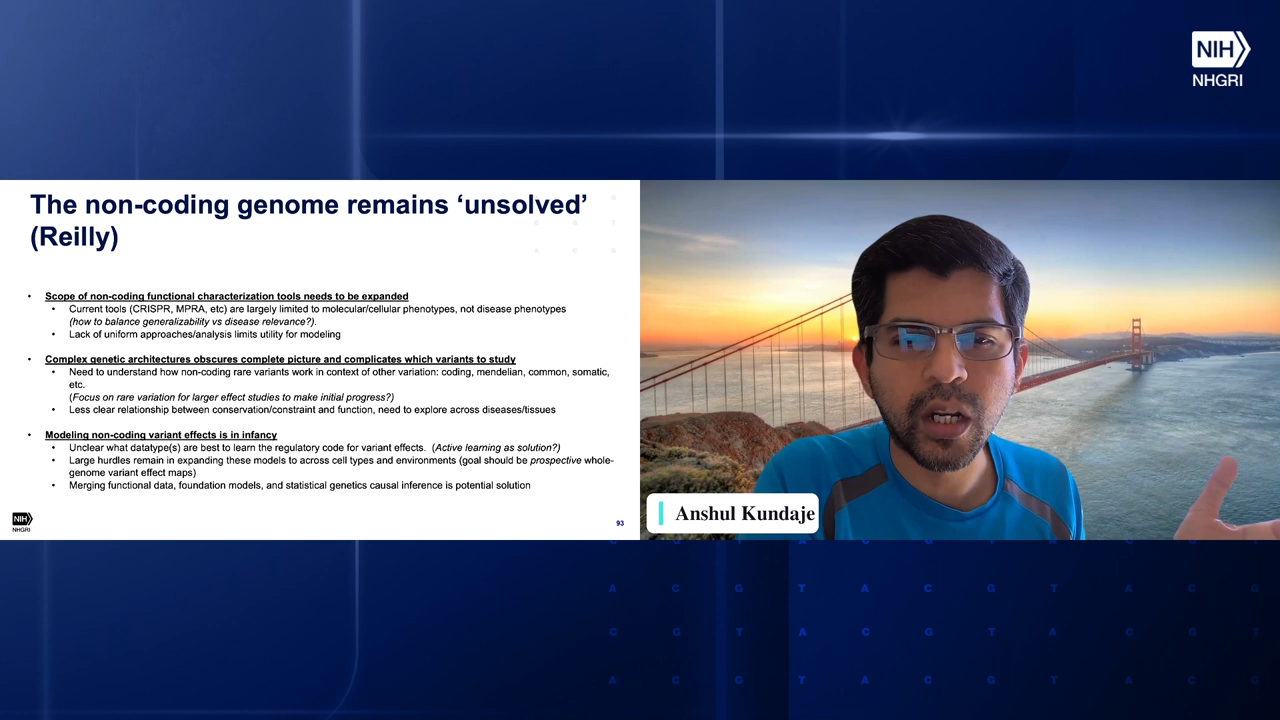 NIH
NHGRI
The non-coding genome remains ‘unsolved’
(Reilly)
• Scope of non-coding functional characterization tools needs to be expanded
• Current tools (CRISPR, MPRA, etc) are largely limited to molecular/cellular phenotypes, not disease phenotypes
(how to balance generalizability vs disease relevance?).
• Lack of uniform approaches/analysis limits utility for modeling
• Complex genetic architectures obscures complete picture and complicates which variants to study
• Need to understand how non-coding rare variants work in context of other variation: coding, mendelian, common, somatic,
etc.
(Focus on rare variation for larger effect studies to make initial progress?)
• Less clear relationship between conservation/constraint and function, need to explore across diseases/tissues
• Modeling non-coding variant effects is in infancy
• Unclear what datatype(s) are best to learn the regulatory code for variant effects. (Active learning as solution?)
• Large hurdles remain in expanding these models to across cell types and environments (goal should be prospective whole-
genome variant effect maps)
• Merging functional data, foundation models, and statistical genetics causal inference is potential solution
NIH
NHGRI
93
Anshul Kundaje
A C G T A C G T A C G
C G T A C G T A C G T
A C G T A C G T A C G